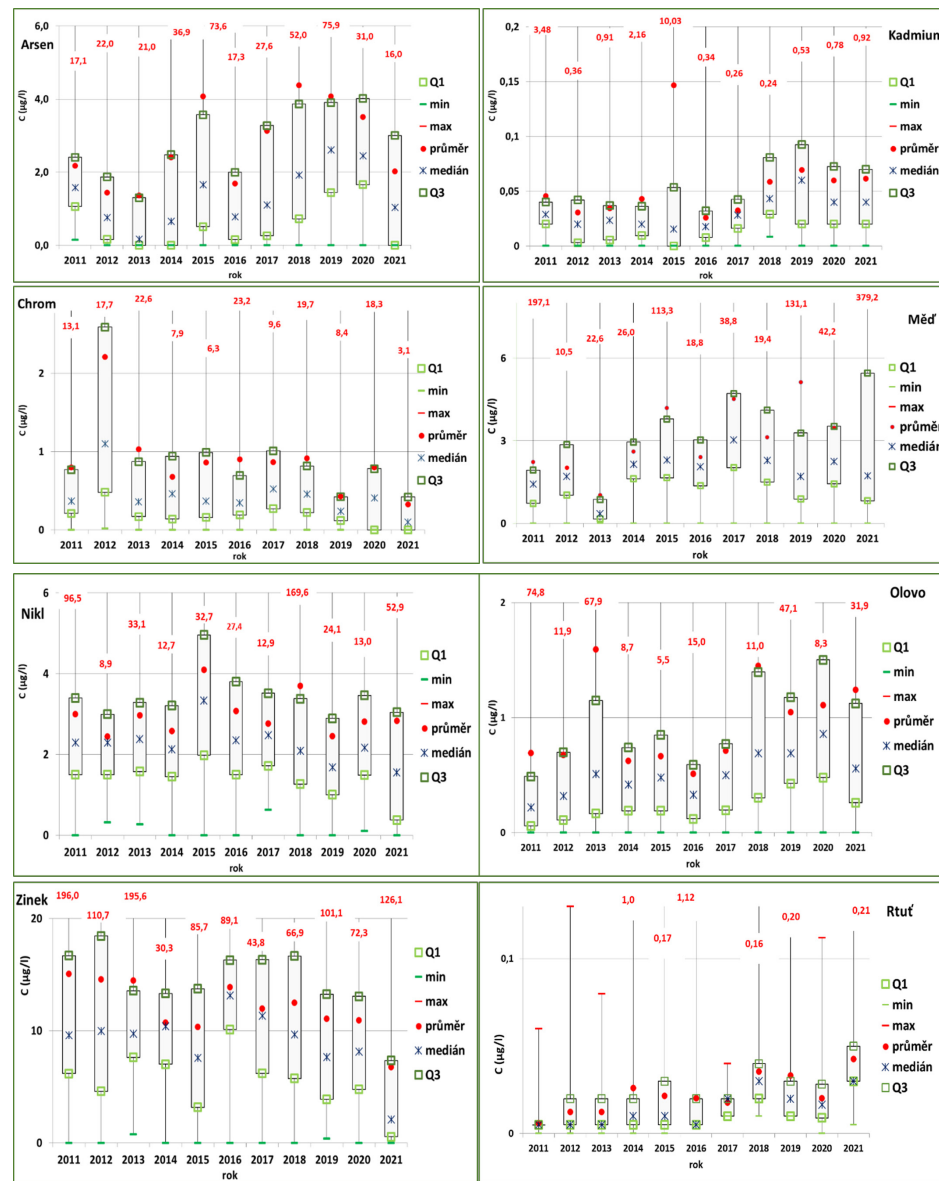 Arsen
6,0
4,0
2,0
0,0
C (µg/l)
17,1 22,0 21,0 36,9 73,6 17,3 27,6 52,0 75,9 31,0 16,0
2011 2012 2013 2014 2015 2016 2017 2018 2019 2020 2021
rok
Q1
min
max
průměr
medián
Q3
Kadmium
0,2
0,15
0,1
0,05
0
C (µg/l)
3,48 0,36 0,91 2,16 10,03 0,34 0,26 0,24 0,53 0,78 0,92
2011 2012 2013 2014 2015 2016 2017 2018 2019 2020 2021
rok
Q1
min
max
průměr
medián
Q3
Chrom
2
1
0
C (µg/l)
13,1 17,7 22,6 7,9 6,3 23,2 9,6 19,7 8,4 18,3 3,1
2011 2012 2013 2014 2015 2016 2017 2018 2019 2020 2021
rok
Q1
min
max
průměr
medián
Q3
Měď
6
3
0
C (µg/l)
197,1 10,5 22,6 26,0 113,3 18,8 38,8 19,4 131,1 42,2 379,2
2011 2012 2013 2014 2015 2016 2017 2018 2019 2020 2021
rok
Q1
min
max
průměr
medián
Q3
Nikl
6
4
2
0
C (µg/l)
96,5 8,9 33,1 12,7 32,7 27,4 12,9 169,6 24,1 13,0 52,9
2011 2012 2013 2014 2015 2016 2017 2018 2019 2020 2021
rok
Q1
min
max
průměr
medián
Q3
Olovo
2
1
0
C (µg/l)
74,8 11,9 67,9 8,7 5,5 15,0 11,0 47,1 8,3 31,9
2011 2012 2013 2014 2015 2016 2017 2018 2019 2020 2021
rok
Q1
min
max
průměr
medián
Q3
Zinek
20
10
0
C (µg/l)
196,0 110,7 195,6 30,3 85,7 89,1 43,8 66,9 101,1 72,3 126,1
2011 2012 2013 2014 2015 2016 2017 2018 2019 2020 2021
rok
Q1
min
max
průměr
medián
Q3
Rtuť
0,1
0
C (µg/l)
1,0 0,17 1,12 0,16 0,20 0,21
2011 2012 2013 2014 2015 2016 2017 2018 2019 2020 2021
rok
Q1
min
max
průměr
medián
Q3